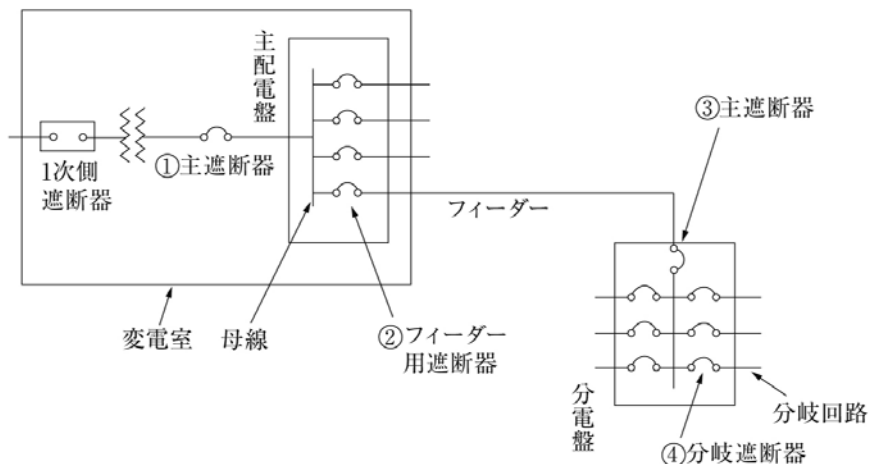 主配電盤
1次側
遮断器
①主遮断器
③主遮断器
フィーダー
変電室
母線
②フィーダー
用遮断器
分電盤
④分岐遮断器
分岐回路